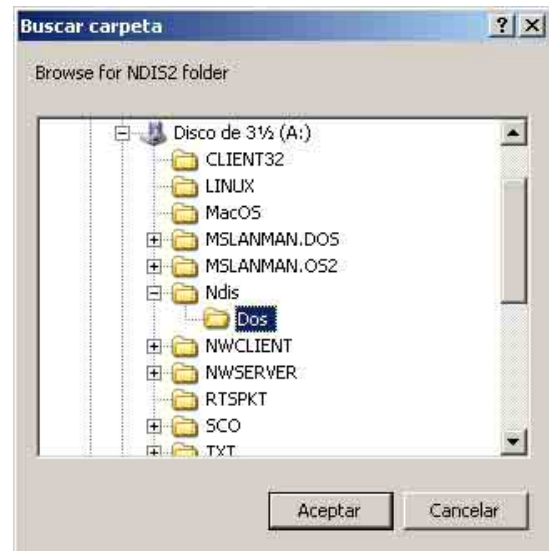 Buscar carpeta
Browse for NDIS2 folder
Disco de 3½ (A:)
CLIENT32
LINUX
MacOS
MSLANMAN.DOS
MSLANMAN.OS2
Ndis
Dos
NWCLIENT
NWSERVER
RTSPKT
SCO
TXT
Aceptar
Cancelar